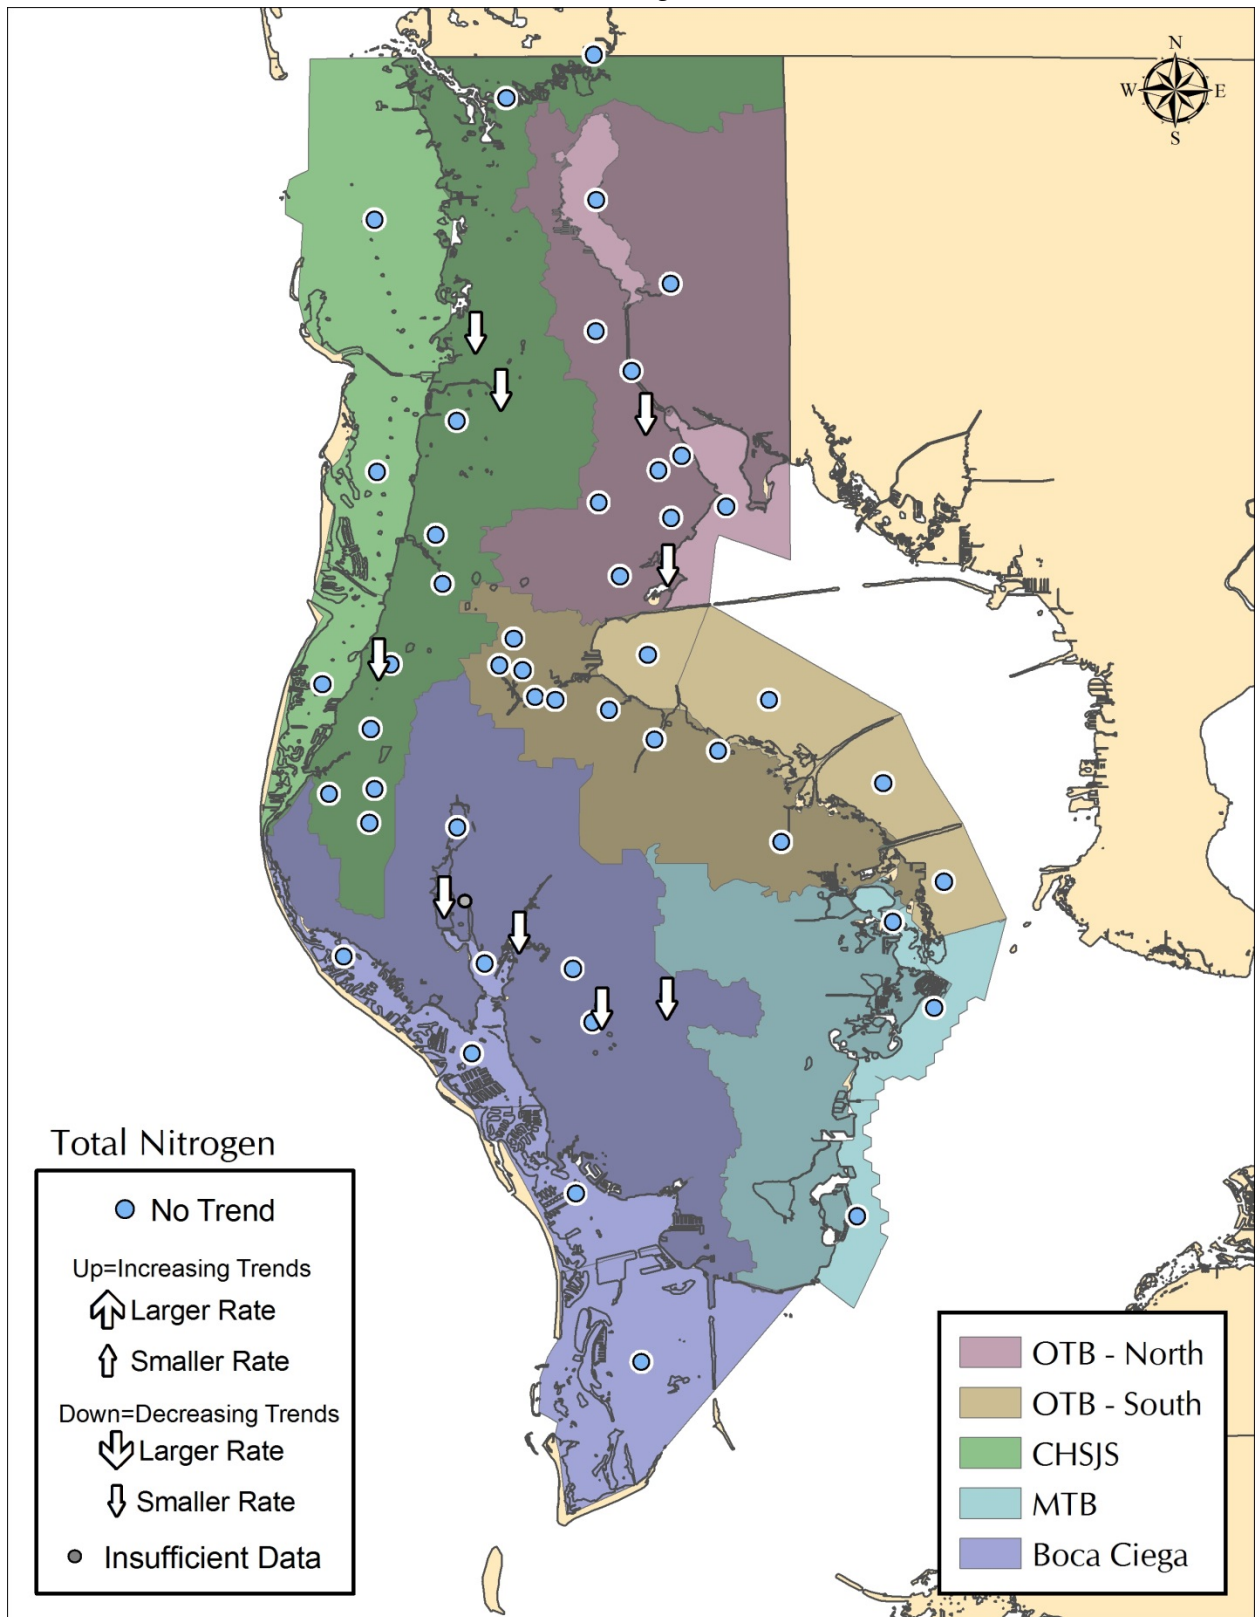 N
W E
S
Total Nitrogen
No Trend
Up=Increasing Trends
Larger Rate
Smaller Rate
Down=Decreasing Trends
Larger Rate
Smaller Rate
Insufficient Data
OTB - North
OTB - South
CHSJS
MTB
Boca Ciega